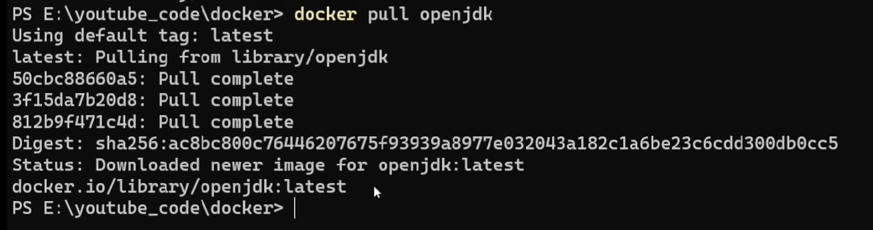 PS E:\youtube_code\docker> docker pull openjdk
Using default tag: latest
latest: Pulling from library/openjdk
50cbc88660a5: Pull complete
3f15da7b20d8: Pull complete
812b9f471c4d: Pull complete
Digest: sha256:ac8bc800c76446207675f93939a8977e032043a182c1a6be23c6cdd300db0cc5
Status: Downloaded newer image for openjdk:latest
docker.io/library/openjdk:latest
PS E:\youtube_code\docker>